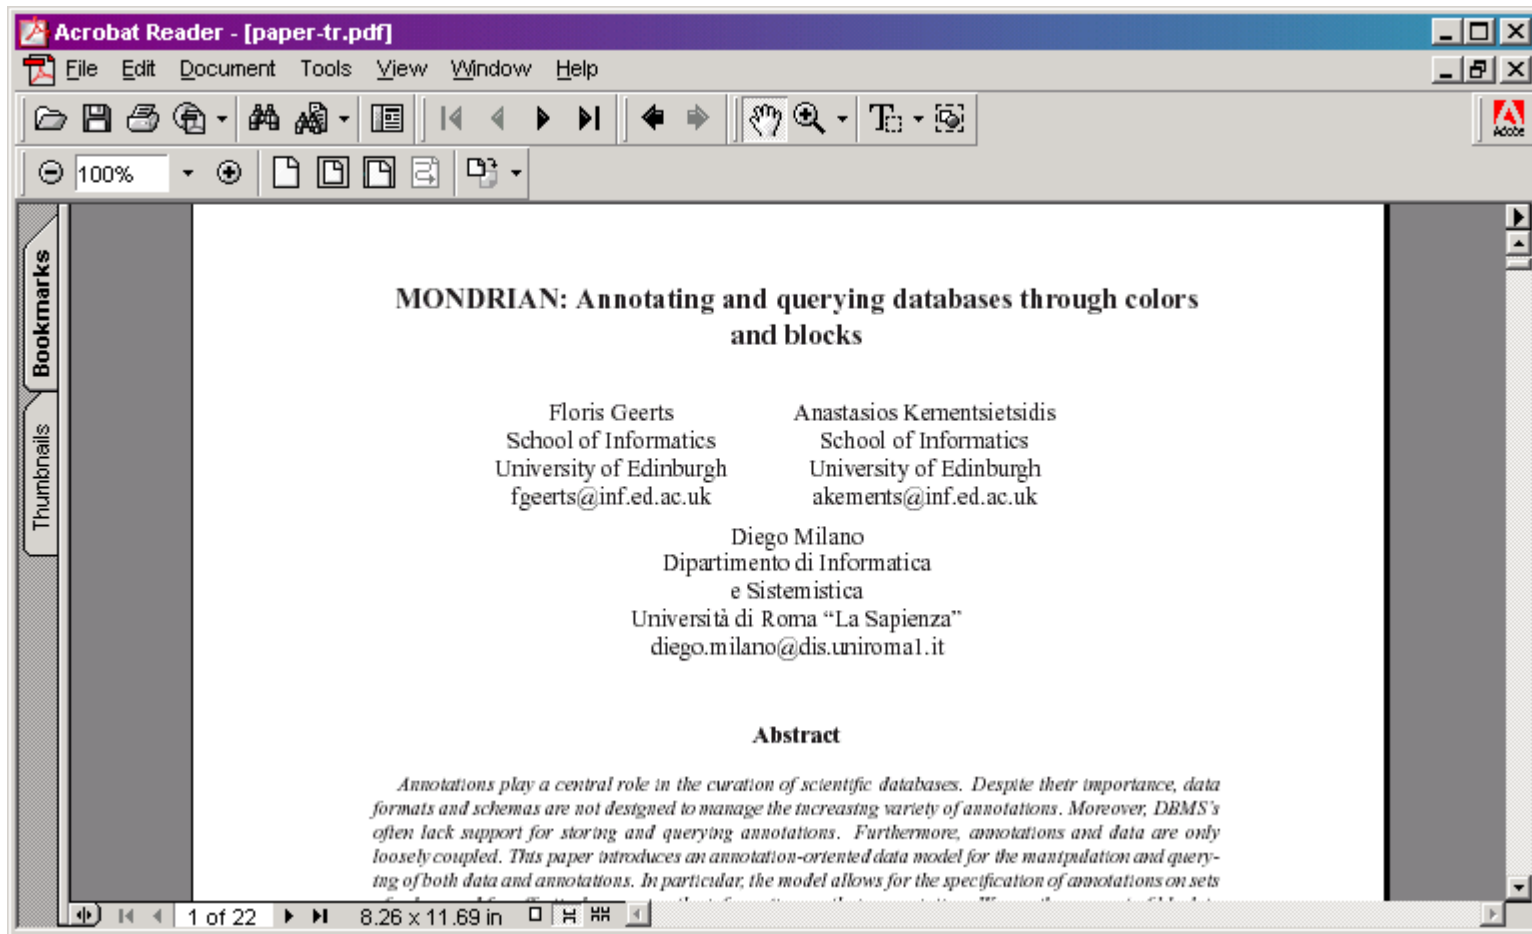 Acrobat Reader - [paper-tr.pdf]
File Edit Document Tools View Window Help
Adobe
100%
Bookmarks
Thumbnails
MONDRIAN: Annotating and querying databases through colors
and blocks
Floris Geerts Anastasios Kementsietsidis
School of Informatics School of Informatics
University of Edinburgh University of Edinburgh
fgeerts@inf.ed.ac.uk akements@inf.ed.ac.uk
Diego Milano
Dipartimento di Informatica
e Sistemistica
Università di Roma “La Sapienza”
diego.milano@dis.uniroma1.it
Abstract
Annotations play a central role in the curation of scientific databases. Despite their importance, data
formats and schemas are not designed to manage the increasing variety of annotations. Moreover, DBMS's
often lack support for storing and querying annotations. Furthermore, annotations and data are only
loosely coupled. This paper introduces an annotation-oriented data model for the manipulation and query-
ing of both data and annotations. In particular, the model allows for the specification of annotations on sets
1 of 22 8.26 x 11.69 in